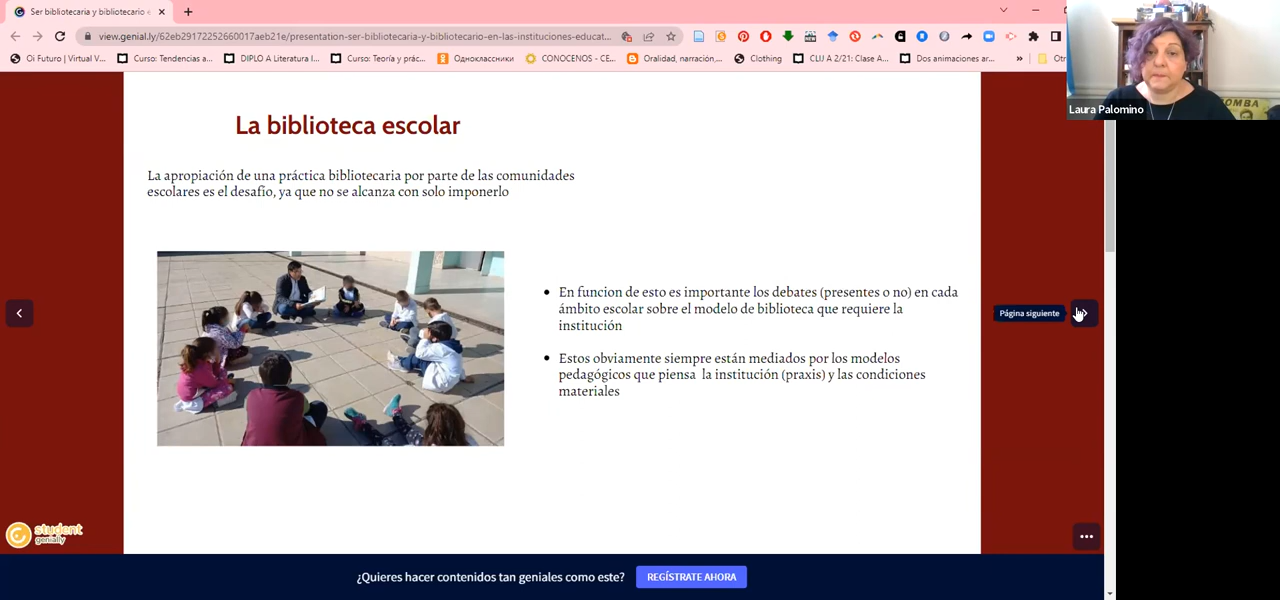 Ser bibliotecaria y bibliotecario e
view.genial.ly/62eb29172252660017aeb21e/presentation-ser-bibliotecaria-y-bibliotecario-en-las-instituciones-educat...
Oi Futuro | Virtual V...
Curso: Tendencias a...
DIPLO A Literatura I...
Curso: Teoría y prác...
Одноклассники
CONOCENOS - CE...
Oralidad, narración,...
Clothing
CLIJ A 2/21: Clase A...
Dos animaciones ar...
»
Otr
Laura Palomino
La biblioteca escolar
La apropiación de una práctica bibliotecaria por parte de las comunidades
escolares es el desafío, ya que no se alcanza con solo imponerlo
• En funcion de esto es importante los debates (presentes o no) en cada
ámbito escolar sobre el modelo de biblioteca que requiere la
institución
• Estos obviamente siempre están mediados por los modelos
pedagógicos que piensa la institución (praxis) y las condiciones
materiales
Página siguiente
student
genially
¿Quieres hacer contenidos tan geniales como este?
REGÍSTRATE AHORA